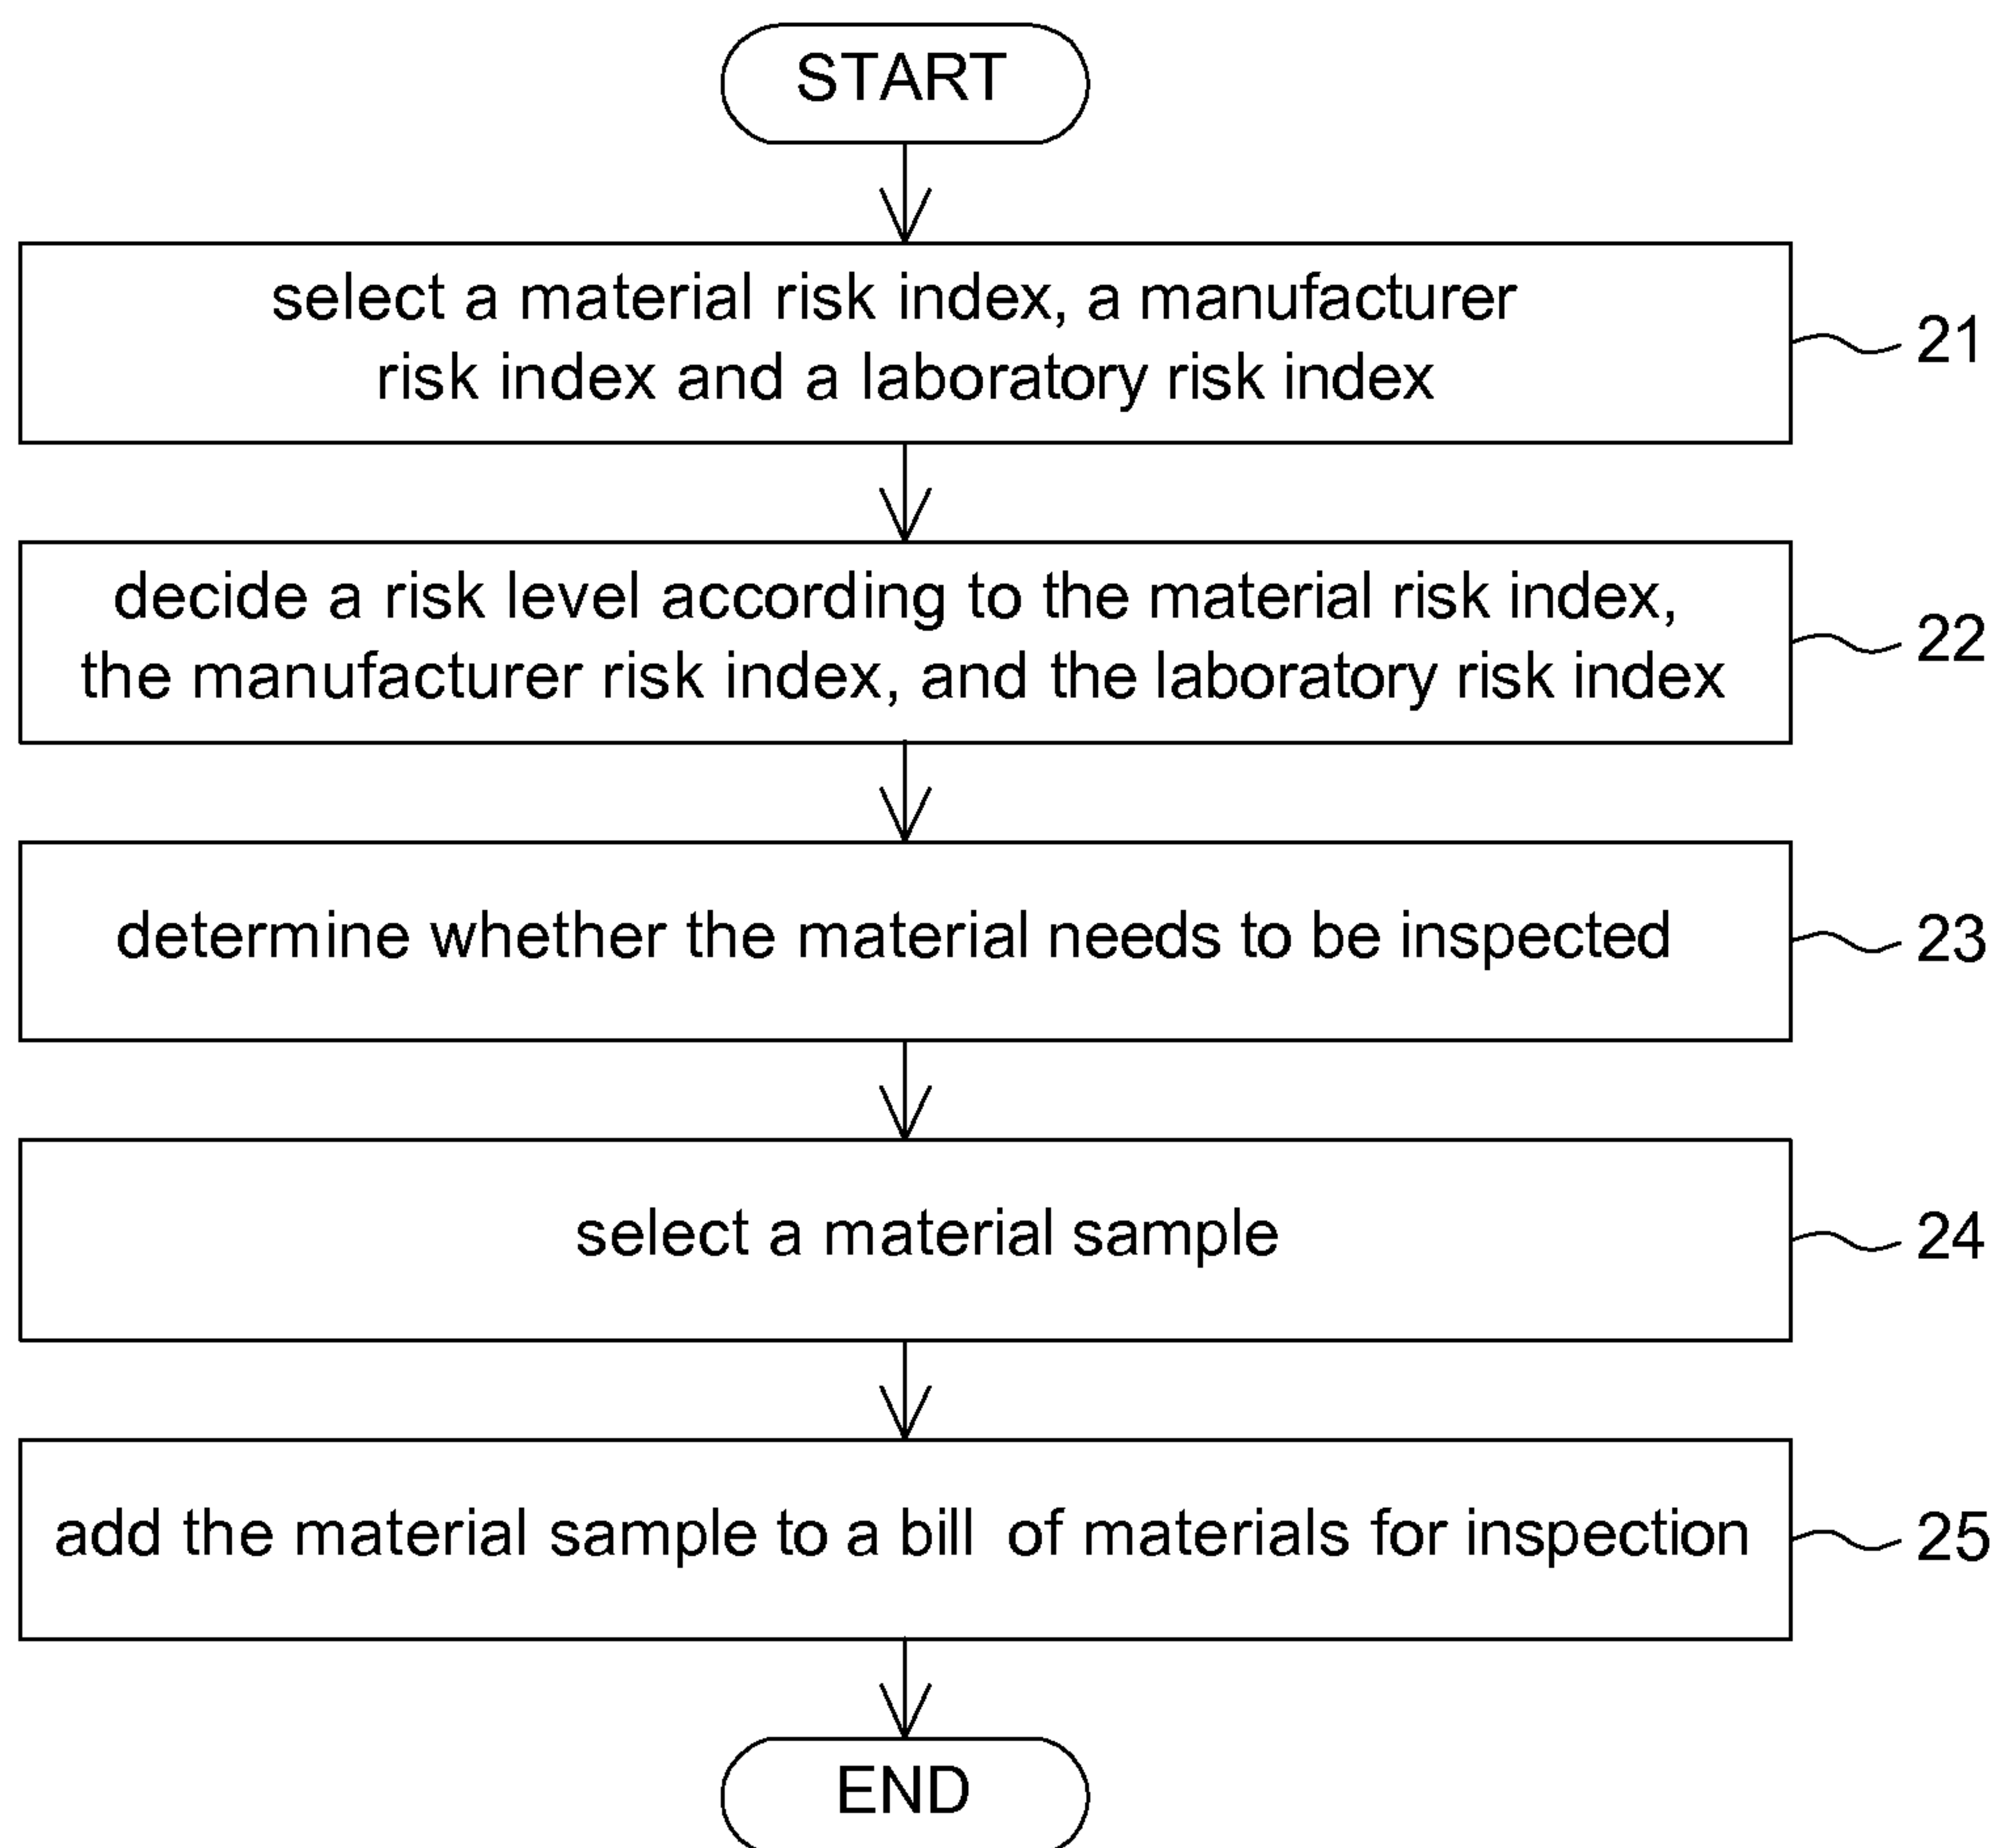 START
select a material risk index, a manufacturer
risk index and a laboratory risk index
21
decide a risk level according to the material risk index,
the manufacturer risk index, and the laboratory risk index
22
determine whether the material needs to be inspected
23
select a material sample
24
add the material sample to a bill of materials for inspection
25
END